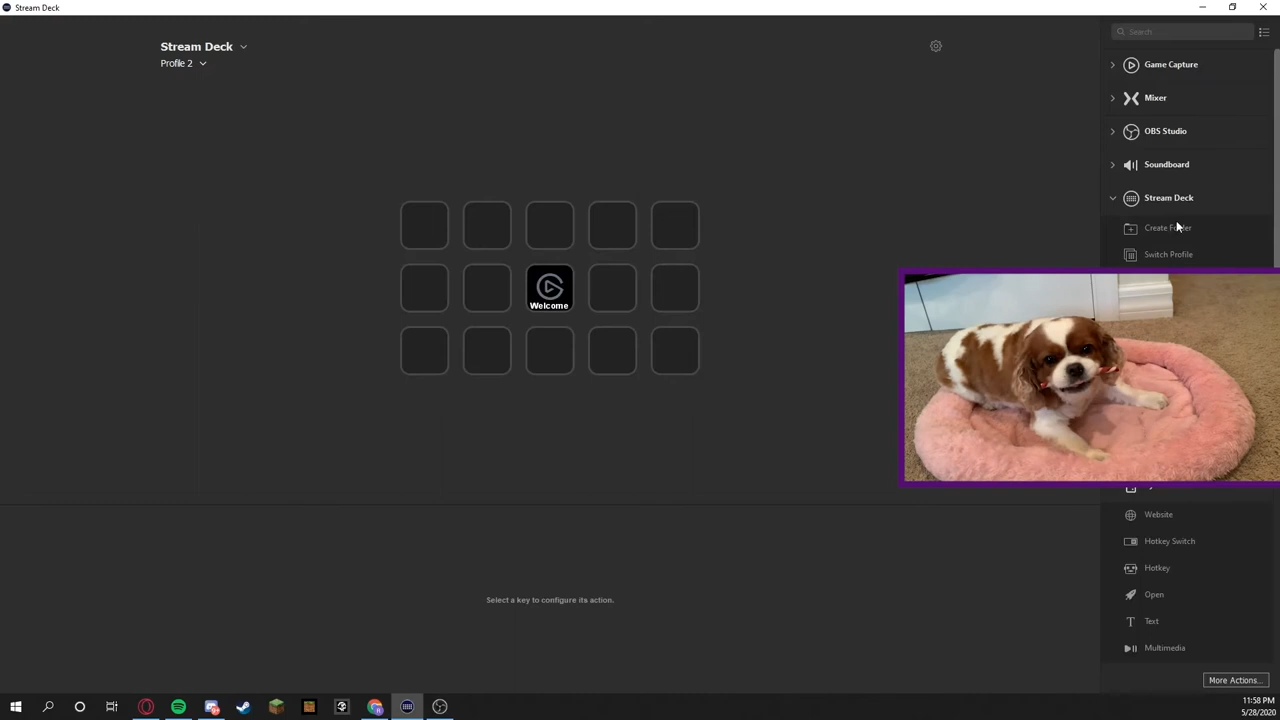 Stream Deck
Stream Deck
Profile 2
Search
Game Capture
Mixer
OBS Studio
Soundboard
Stream Deck
Create Folder
Switch Profile
Welcome
Website
Hotkey Switch
Hotkey
Open
Text
Multimedia
Select a key to configure its action.
More Actions...
11:58 PM
5/28/2020